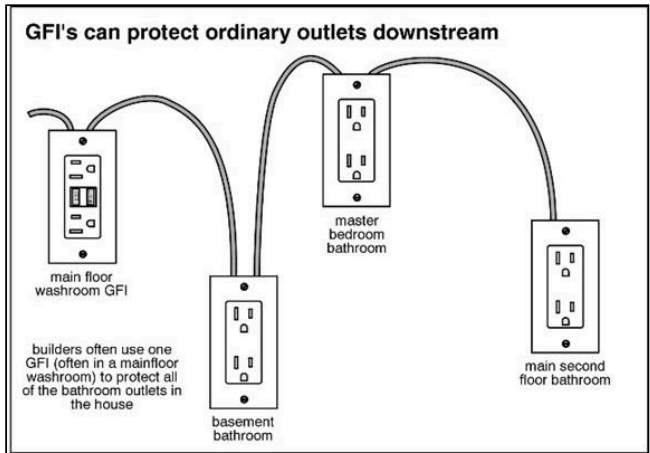 GFI's can protect ordinary outlets downstream
master
bedroom
bathroom
main floor
washroom GFI
builders often use one
GFI (often in a mainfloor
washroom) to protect all
of the bathroom outlets in
the house
basement
bathroom
main second
floor bathroom